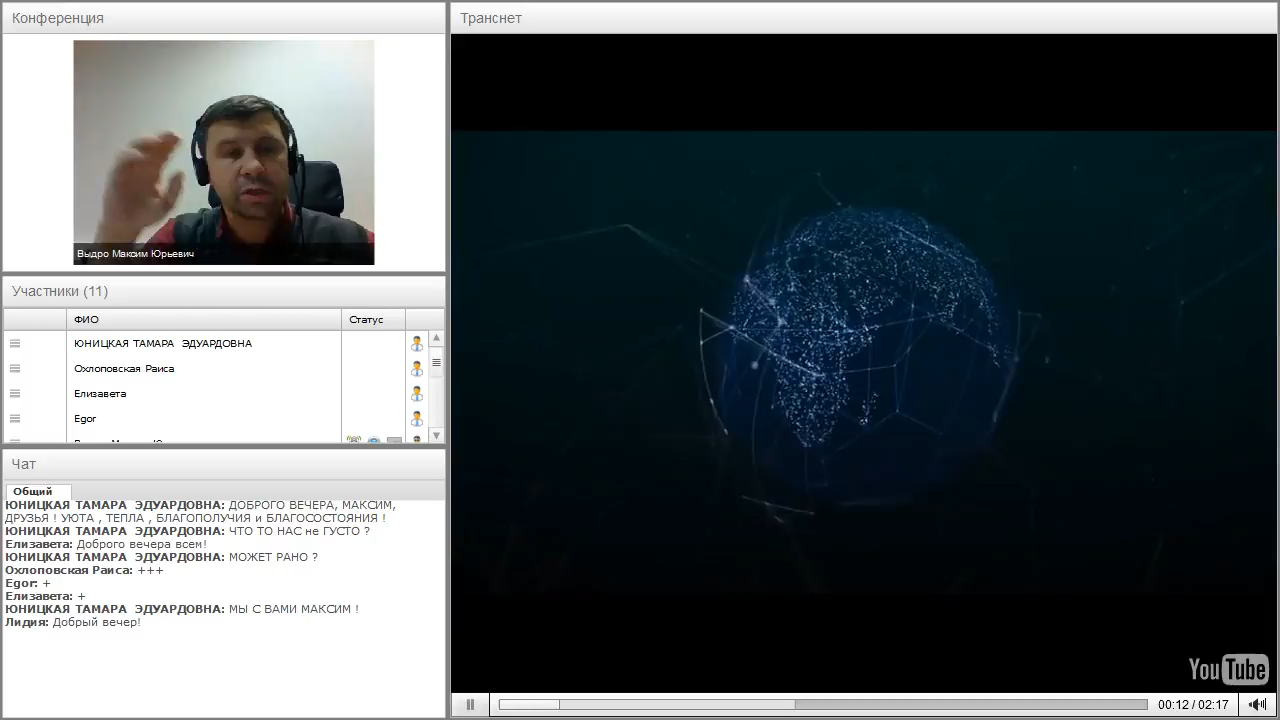 Конференция
Выдро Максим Юрьевич
Участники (11)
ФИО
Статус
ЮНИЦКАЯ ТАМАРА ЭДУАРДОВНА
Охлоповская Раиса
Елизавета
Egor
Чат
Общий
ЮНИЦКАЯ ТАМАРА ЭДУАРДОВНА: ДОБРОГО ВЕЧЕРА, МАКСИМ,
ДРУЗЬЯ ! УЮТА , ТЕПЛА , БЛАГОПОЛУЧИЯ и БЛАГОСОСТОЯНИЯ !
ЮНИЦКАЯ ТАМАРА ЭДУАРДОВНА: ЧТО ТО НАС не ГУСТО ?
Елизавета: Доброго вечера всем!
ЮНИЦКАЯ ТАМАРА ЭДУАРДОВНА: МОЖЕТ РАНО ?
Охлоповская Раиса: +++
Egor: +
Елизавета: +
ЮНИЦКАЯ ТАМАРА ЭДУАРДОВНА: МЫ С ВАМИ МАКСИМ !
Лидия: Добрый вечер!
Транснет
YouTube
00:12 / 02:17